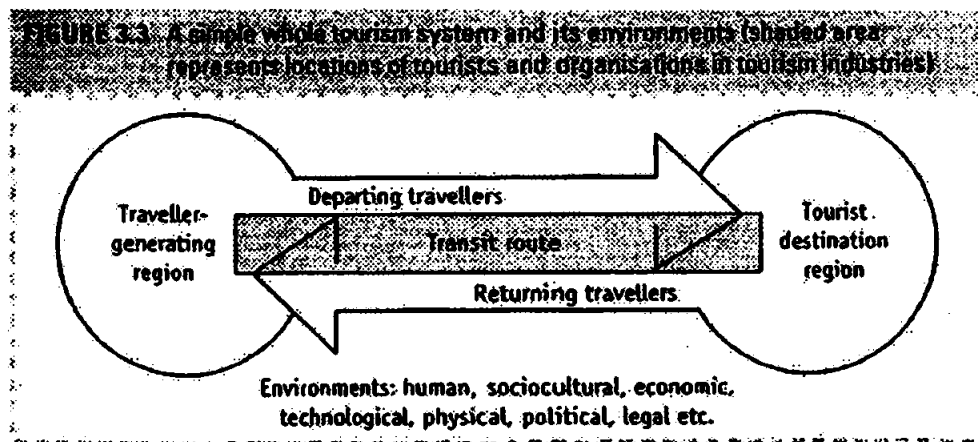 FIGURE 3.3 A simple whole tourism system and its environments (shaded area
represents locations of tourists and organisations in tourism industries)
Departing travellers
Traveller-
generating
region
Transit route
Tourist
destination
region
Returning travellers
Environments: human, sociocultural, economic,
technological, physical, political, legal etc.